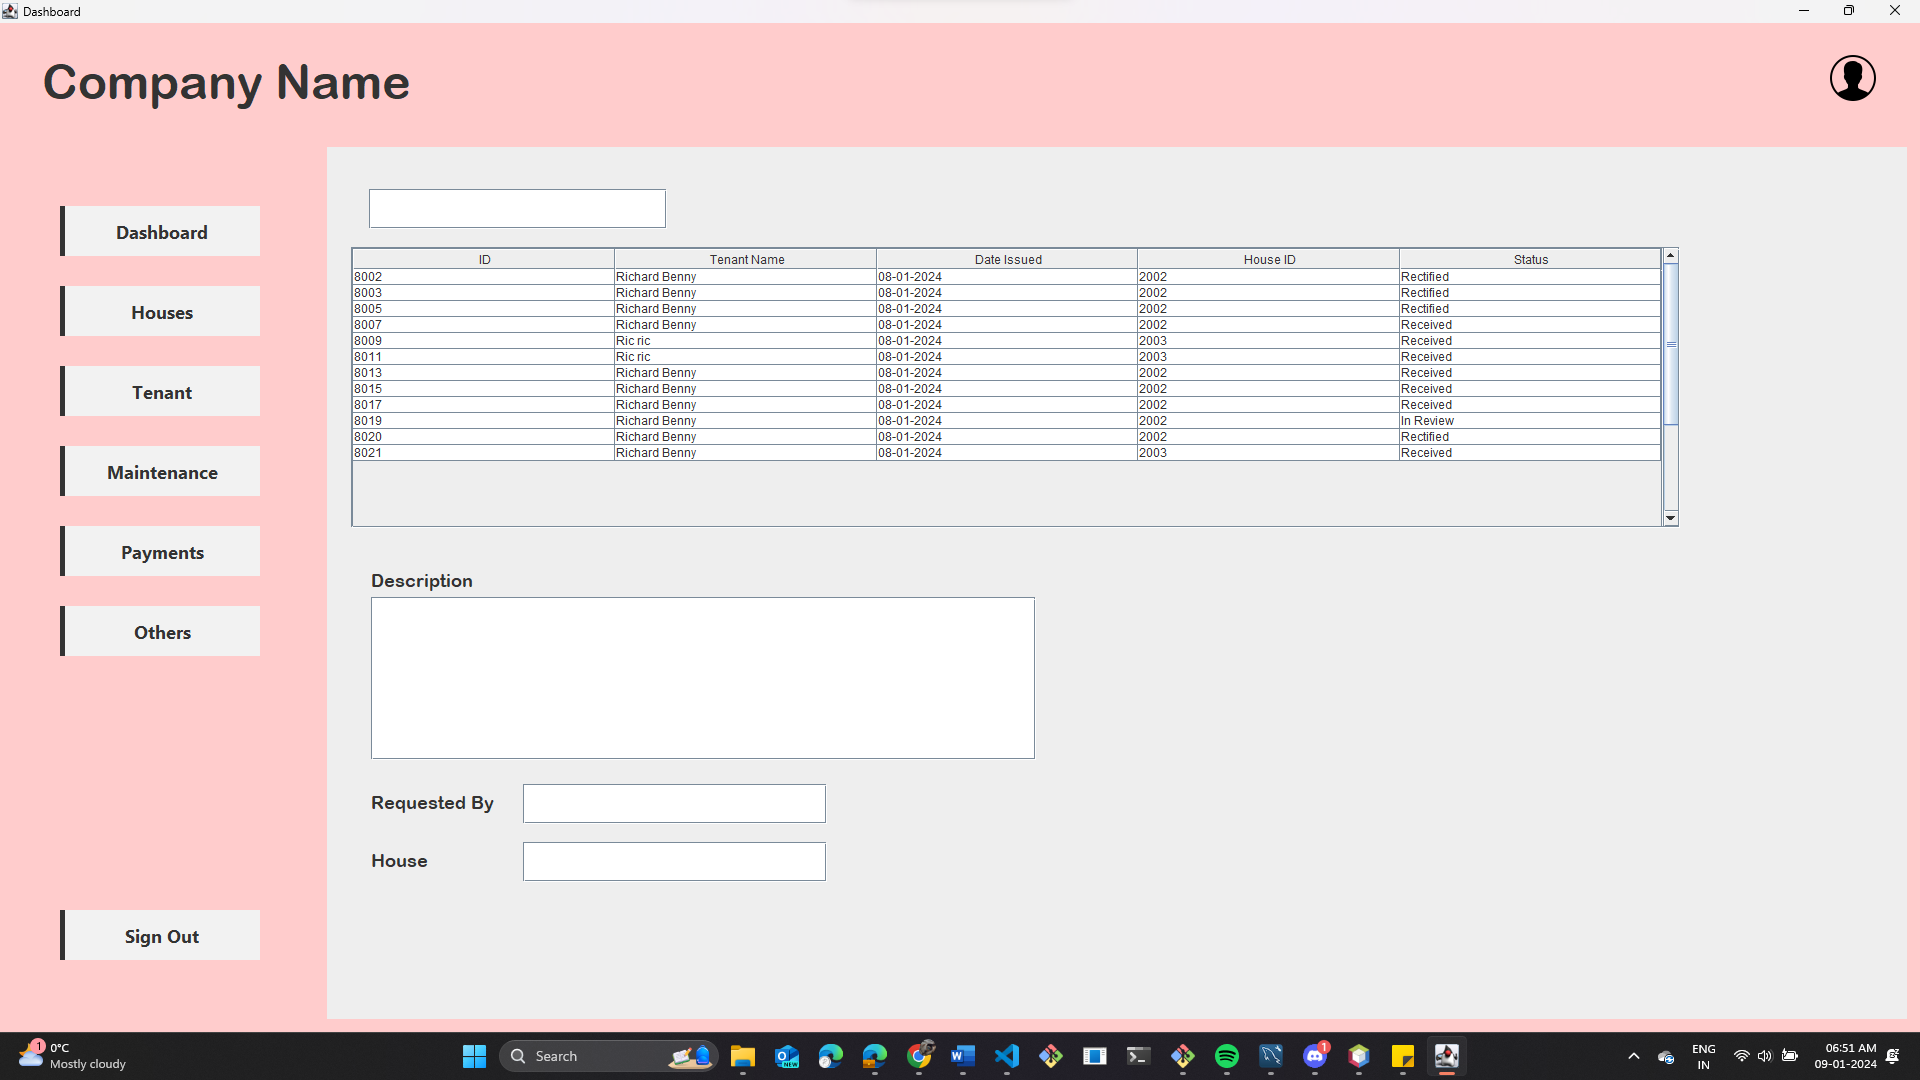 Dashboard
Company Name
Dashboard
Houses
Tenant
Maintenance
Payments
Others
Sign Out
ID Tenant Name Date Issued House ID Status
8002 Richard Benny 08-01-2024 2002 Rectified
8003 Richard Benny 08-01-2024 2002 Rectified
8005 Richard Benny 08-01-2024 2002 Rectified
8007 Richard Benny 08-01-2024 2002 Received
8009 Ric ric 08-01-2024 2003 Received
8011 Ric ric 08-01-2024 2003 Received
8013 Richard Benny 08-01-2024 2002 Received
8015 Richard Benny 08-01-2024 2002 Received
8017 Richard Benny 08-01-2024 2002 Received
8019 Richard Benny 08-01-2024 2002 In Review
8020 Richard Benny 08-01-2024 2002 Rectified
8021 Richard Benny 08-01-2024 2003 Received
Description
Requested By
House
1
0°C
Mostly cloudy
Search
NEW
1
ENG
IN
06:51 AM
09-01-2024